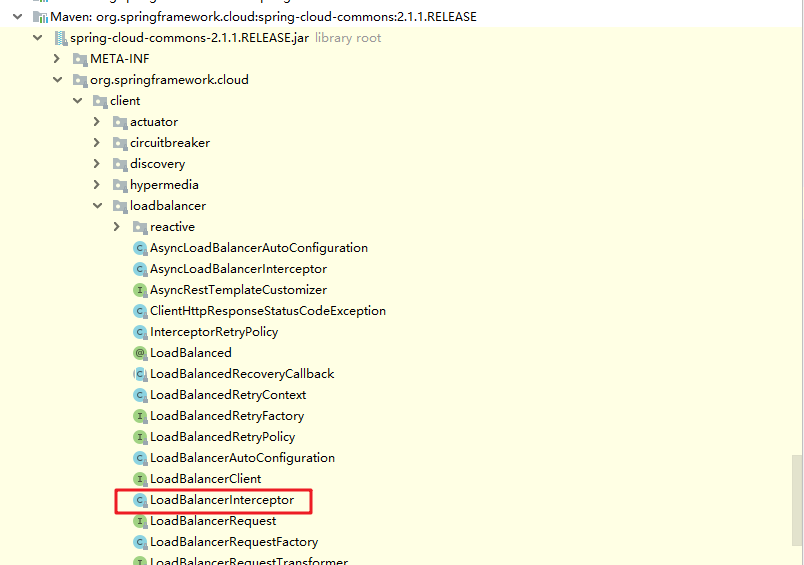 Maven: org.springframework.cloud:spring-cloud-commons:2.1.1.RELEASE
spring-cloud-commons-2.1.1.RELEASE.jar library root
META-INF
org.springframework.cloud
client
actuator
circuitbreaker
discovery
hypermedia
loadbalancer
reactive
AsyncLoadBalancerAutoConfiguration
AsyncLoadBalancerInterceptor
AsyncRestTemplateCustomizer
ClientHttpResponseStatusCodeException
InterceptorRetryPolicy
LoadBalanced
LoadBalancedRecoveryCallback
LoadBalancedRetryContext
LoadBalancedRetryFactory
LoadBalancedRetryPolicy
LoadBalancerAutoConfiguration
LoadBalancerClient
LoadBalancerInterceptor
LoadBalancerRequest
LoadBalancerRequestFactory
LoadBalancerRequestTransformer